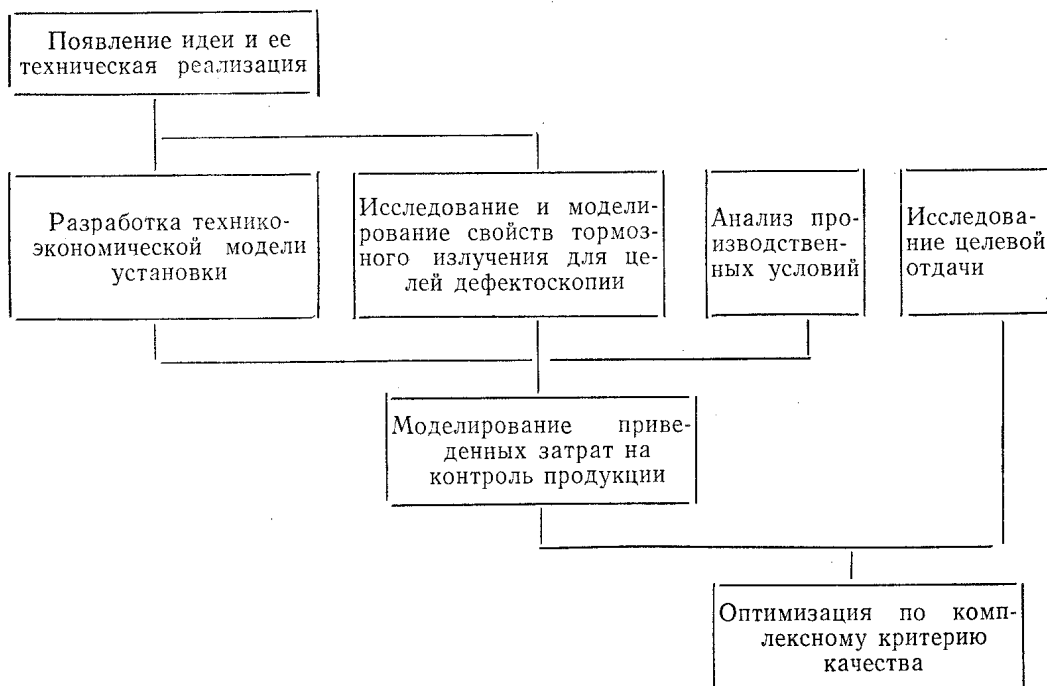 Появление идеи и ее
техническая реализация
Разработка технико-
экономической модели
установки
Исследование и модели-
рование свойств тормоз-
ного излучения для це-
лей дефектоскопии
Анализ про-
изводствен-
ных условий
Исследова-
ние целевой
отдачи
Моделирование приве-
денных затрат на
контроль продукции
Оптимизация по комп-
лексному критерию
качества